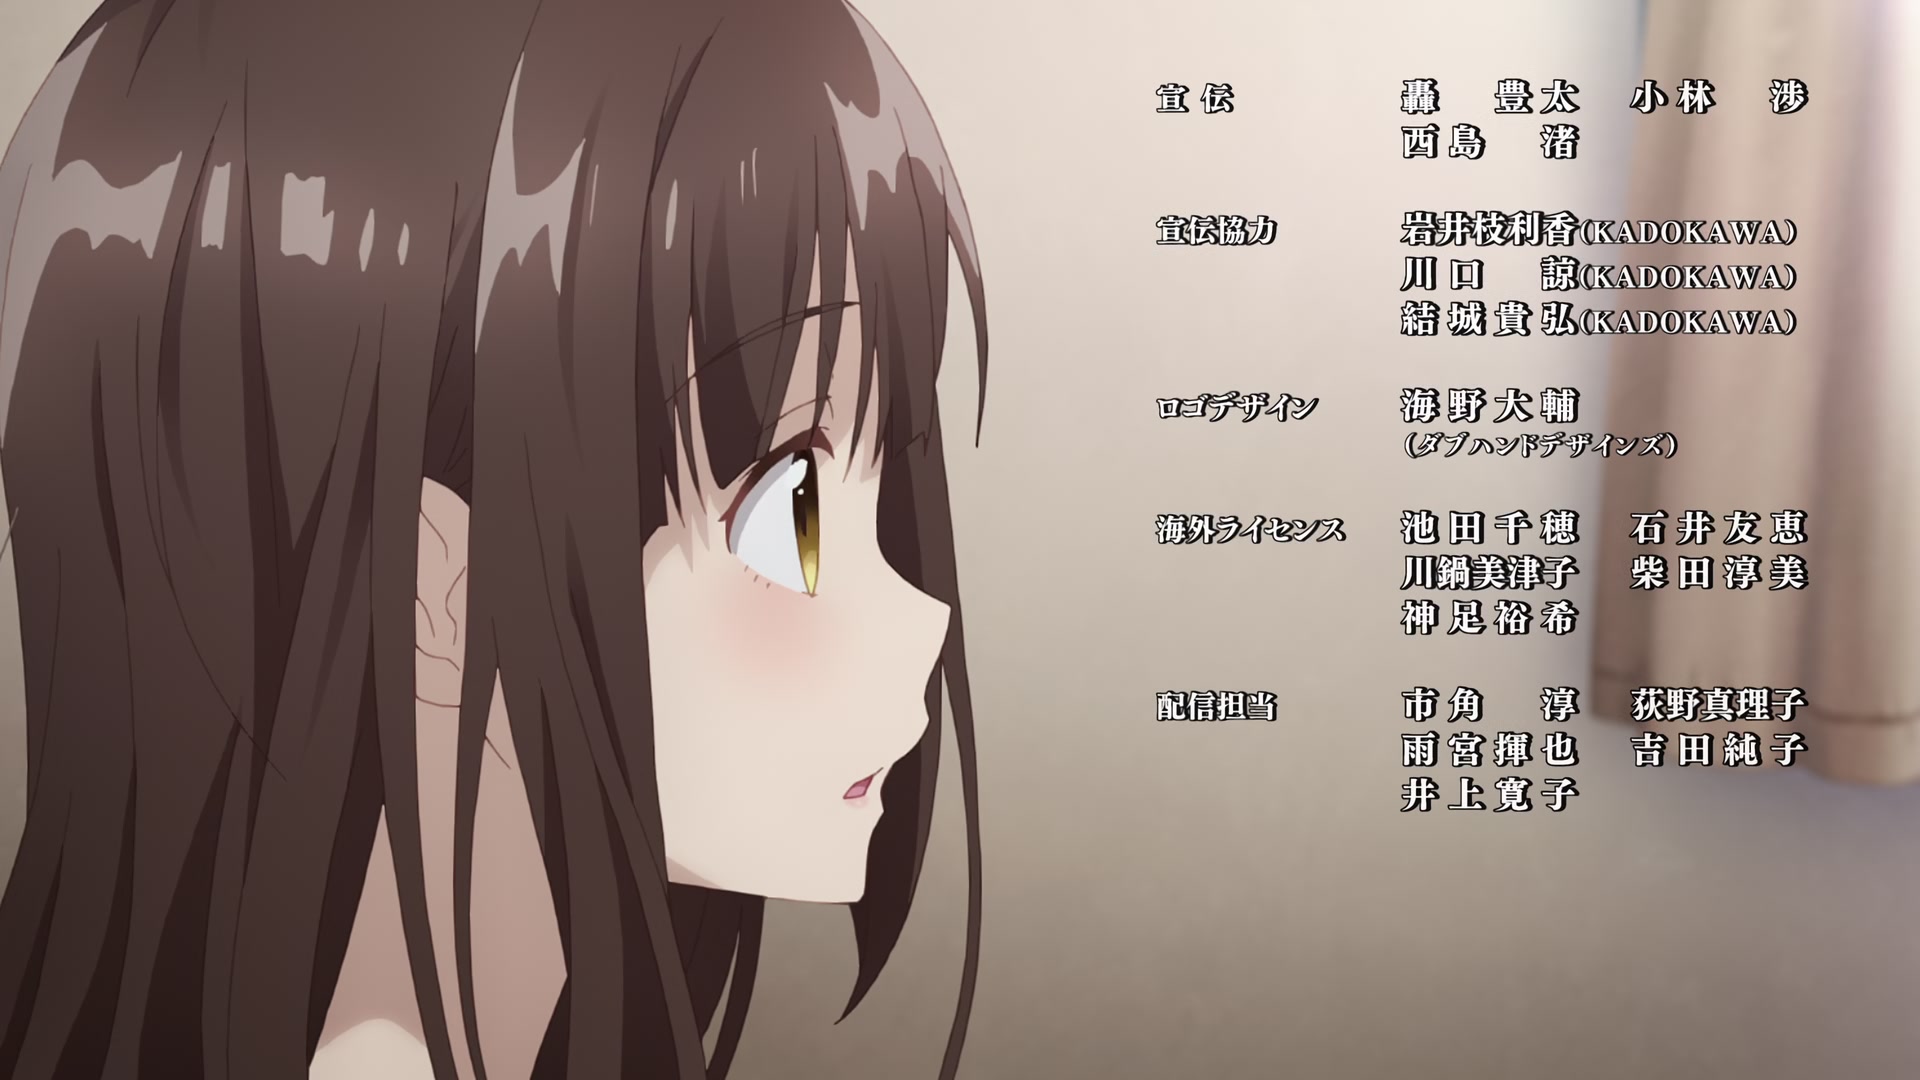 宣伝 轟 豊太 小林 渉
西島 渚
宣伝協力 岩井枝利香(KADOKAWA)
川口 諒(KADOKAWA)
結城貴弘(KADOKAWA)
ロゴデザイン 海野大輔
(ダブハンドデザインズ)
海外ライセンス 池田千穂 石井友恵
川鍋美津子 柴田淳美
神足裕希
配信担当 市角 淳 荻野真理子
雨宮揮也 吉田純子
井上寛子